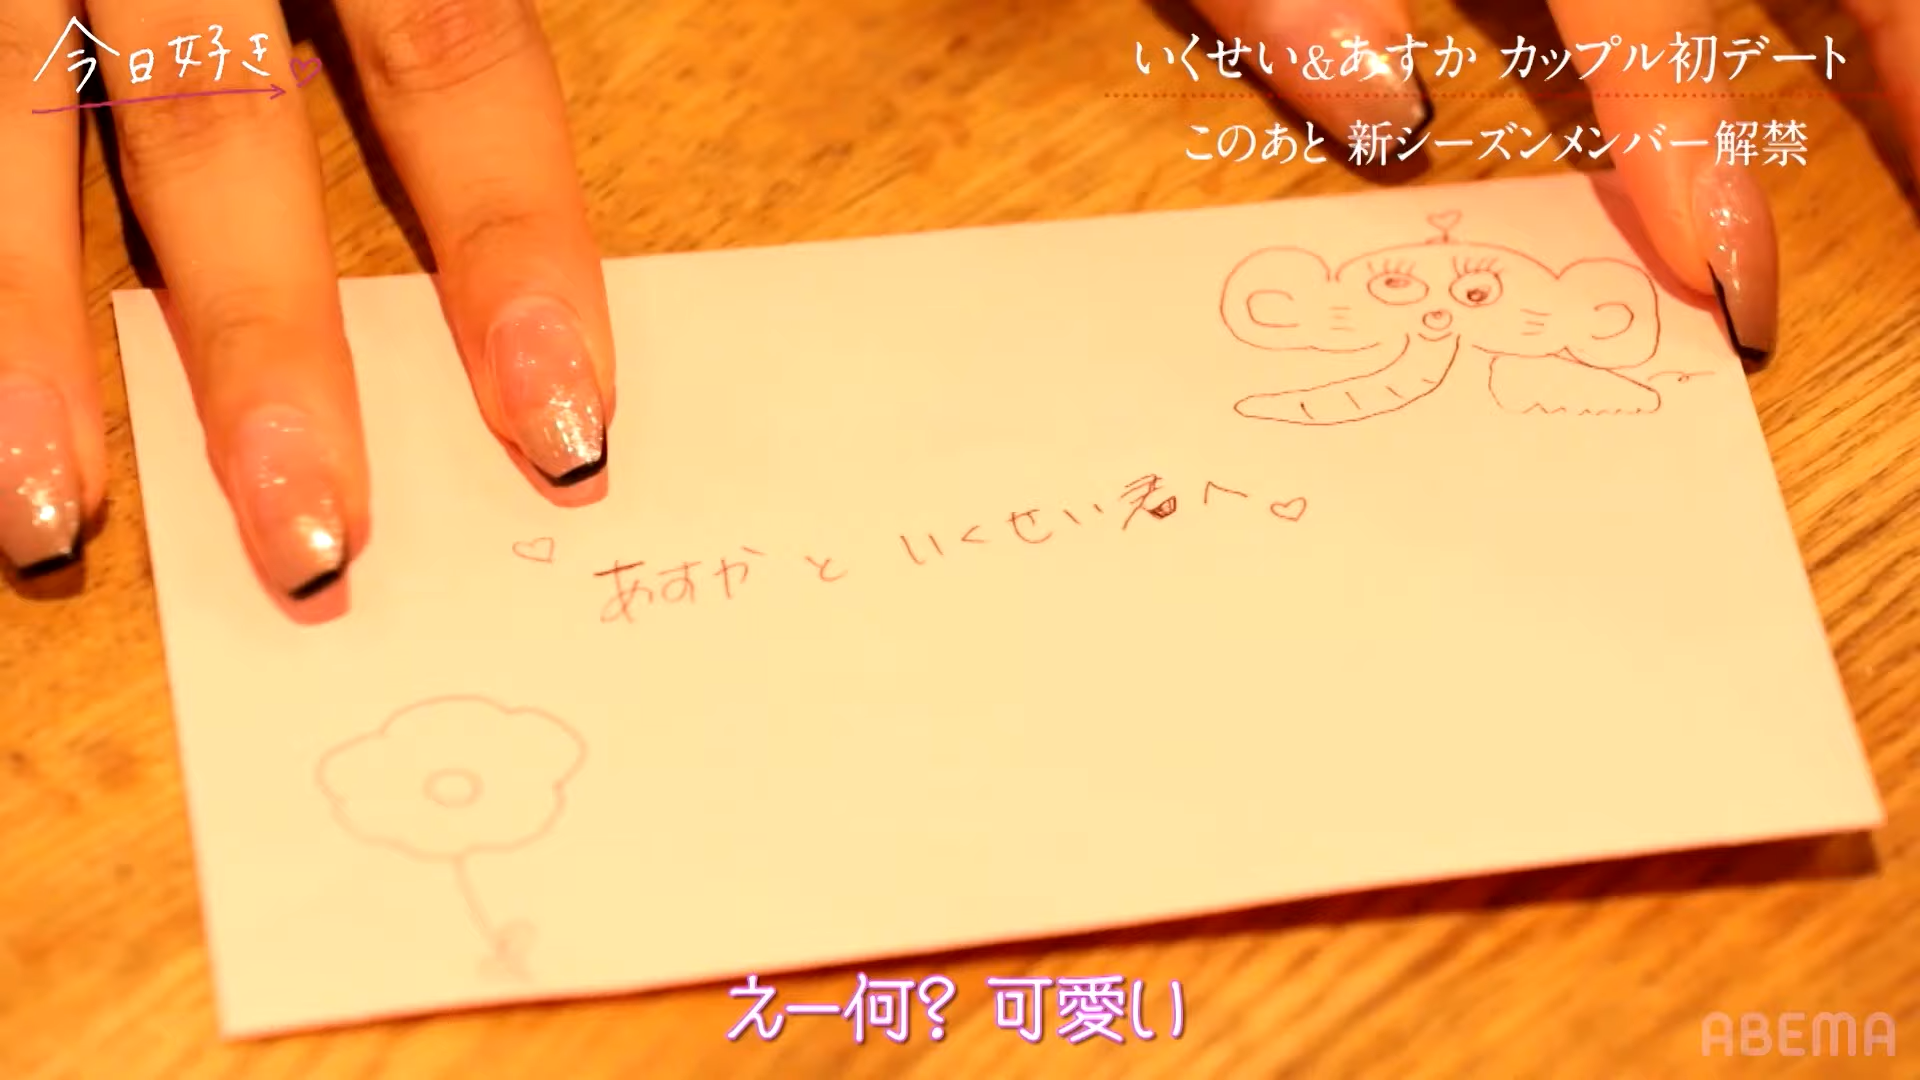 今日好き
いくせい&あすか カップル初デート
このあと 新シーズンメンバー解禁
あすか と いくせい君へ
えー何? 可愛い
ABEMA